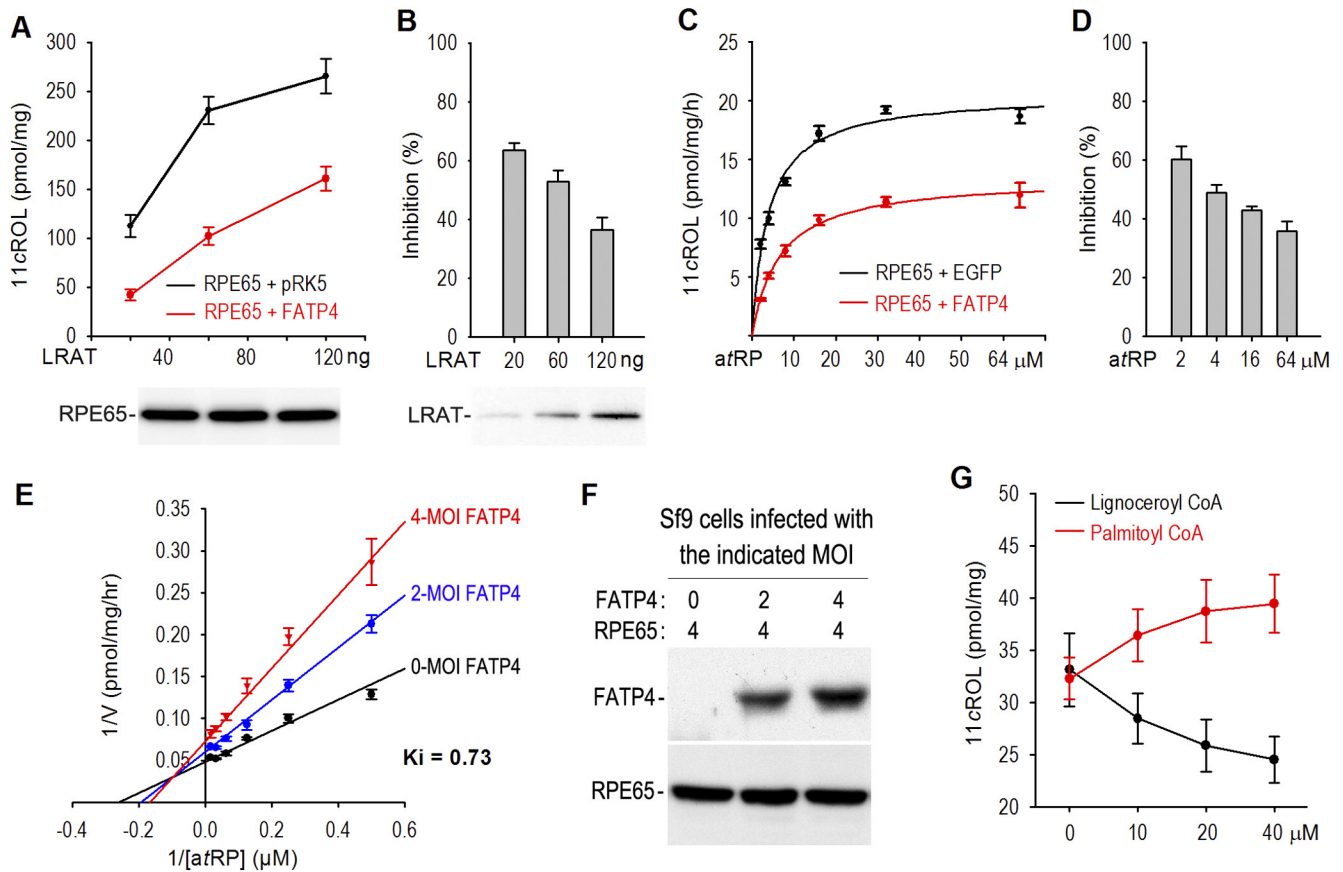 A
300
250
200
150
100
50
0
11cROL (pmol/mg)
RPE65 + pRK5
RPE65 + FATP4
LRAT 40 60 80 120 ng
RPE65-
B
100
80
60
40
20
0
Inhibition (%)
LRAT 20 60 120 ng
LRAT-
C
25
20
15
10
5
11cROL (pmol/mg/h)
RPE65 + EGFP
RPE65 + FATP4
atRP 10 20 30 40 50 64 µM
D
100
80
60
40
20
0
Inhibition (%)
atRP 2 4 16 64 µM
E
0.35
0.30
0.25
0.20
0.15
0.10
0.05
1/V (pmol/mg/hr)
4-MOI FATP4
2-MOI FATP4
0-MOI FATP4
Ki = 0.73
-0.4 -0.2 0.0 0.2 0.4 0.6
1/[atRP] (µM)
F
Sf9 cells infected with
the indicated MOI
FATP4: 0 2 4
RPE65: 4 4 4
FATP4-
RPE65-
G
50
45
40
35
30
25
20
11cROL (pmol/mg)
Lignoceroyl CoA
Palmitoyl CoA
0 10 20 40 µM